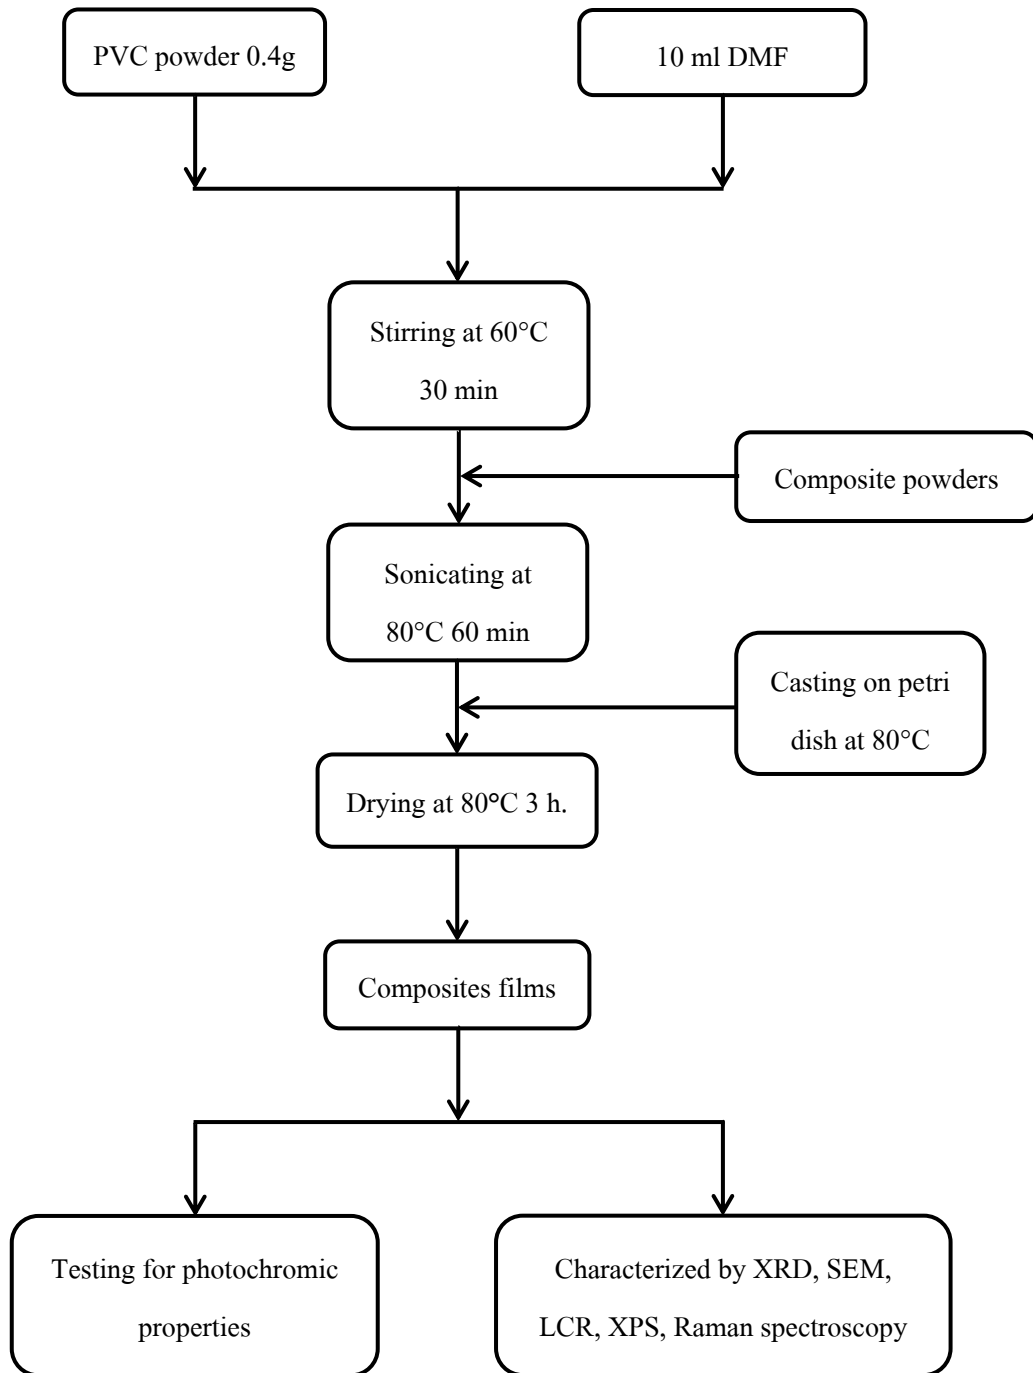 PVC powder 0.4g
10 ml DMF
Stirring at 60°C
30 min
Composite powders
Sonicating at
80°C 60 min
Casting on petri
dish at 80°C
Drying at 80°C 3 h.
Composites films
Testing for photochromic
properties
Characterized by XRD, SEM,
LCR, XPS, Raman spectroscopy